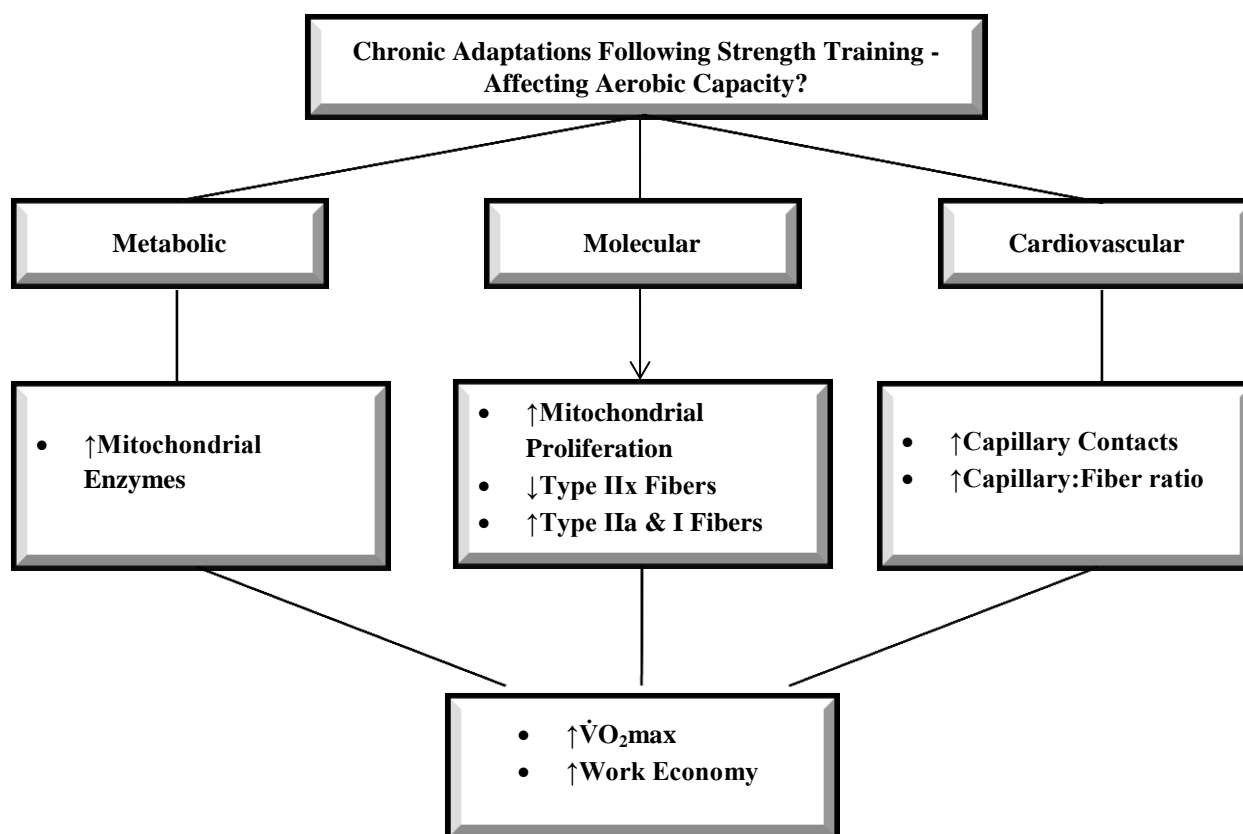 Chronic Adaptations Following Strength Training -
Affecting Aerobic Capacity?
Metabolic
Molecular
Cardiovascular
• ↑Mitochondrial
Enzymes
• ↑Mitochondrial
Proliferation
• ↓Type IIx Fibers
• ↑Type IIa & I Fibers
• ↑Capillary Contacts
• ↑Capillary:Fiber ratio
• ↑V̇O₂max
• ↑Work Economy